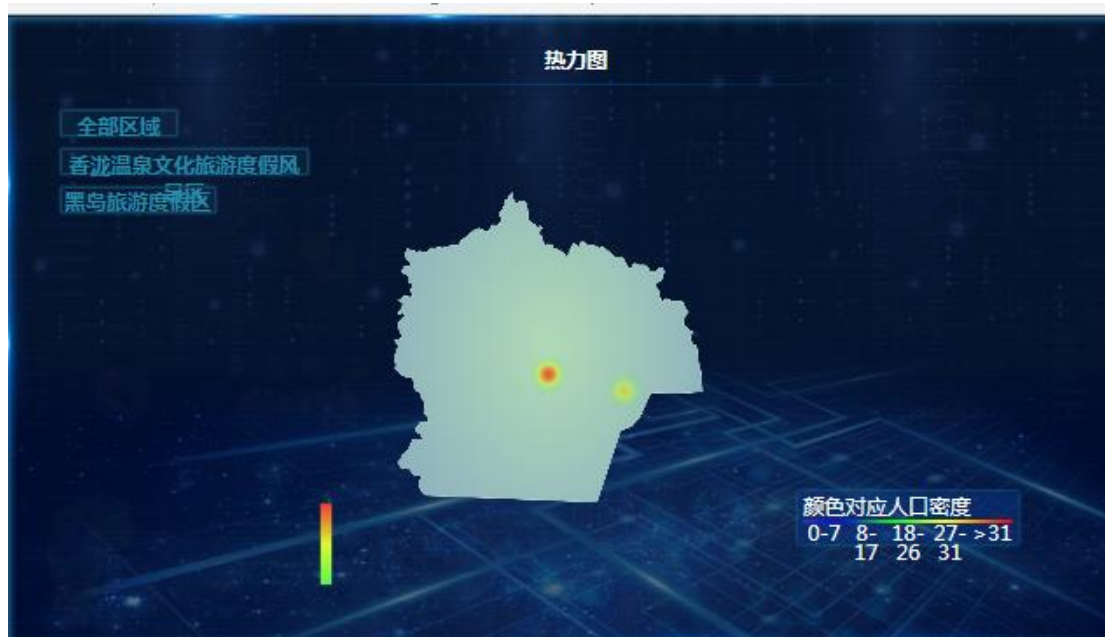 热力图
全部区域
香泷温泉文化旅游度假风
景区
黑岛旅游度假区
颜色对应人口密度
0-7 8- 18- 27- >31
17 26 31